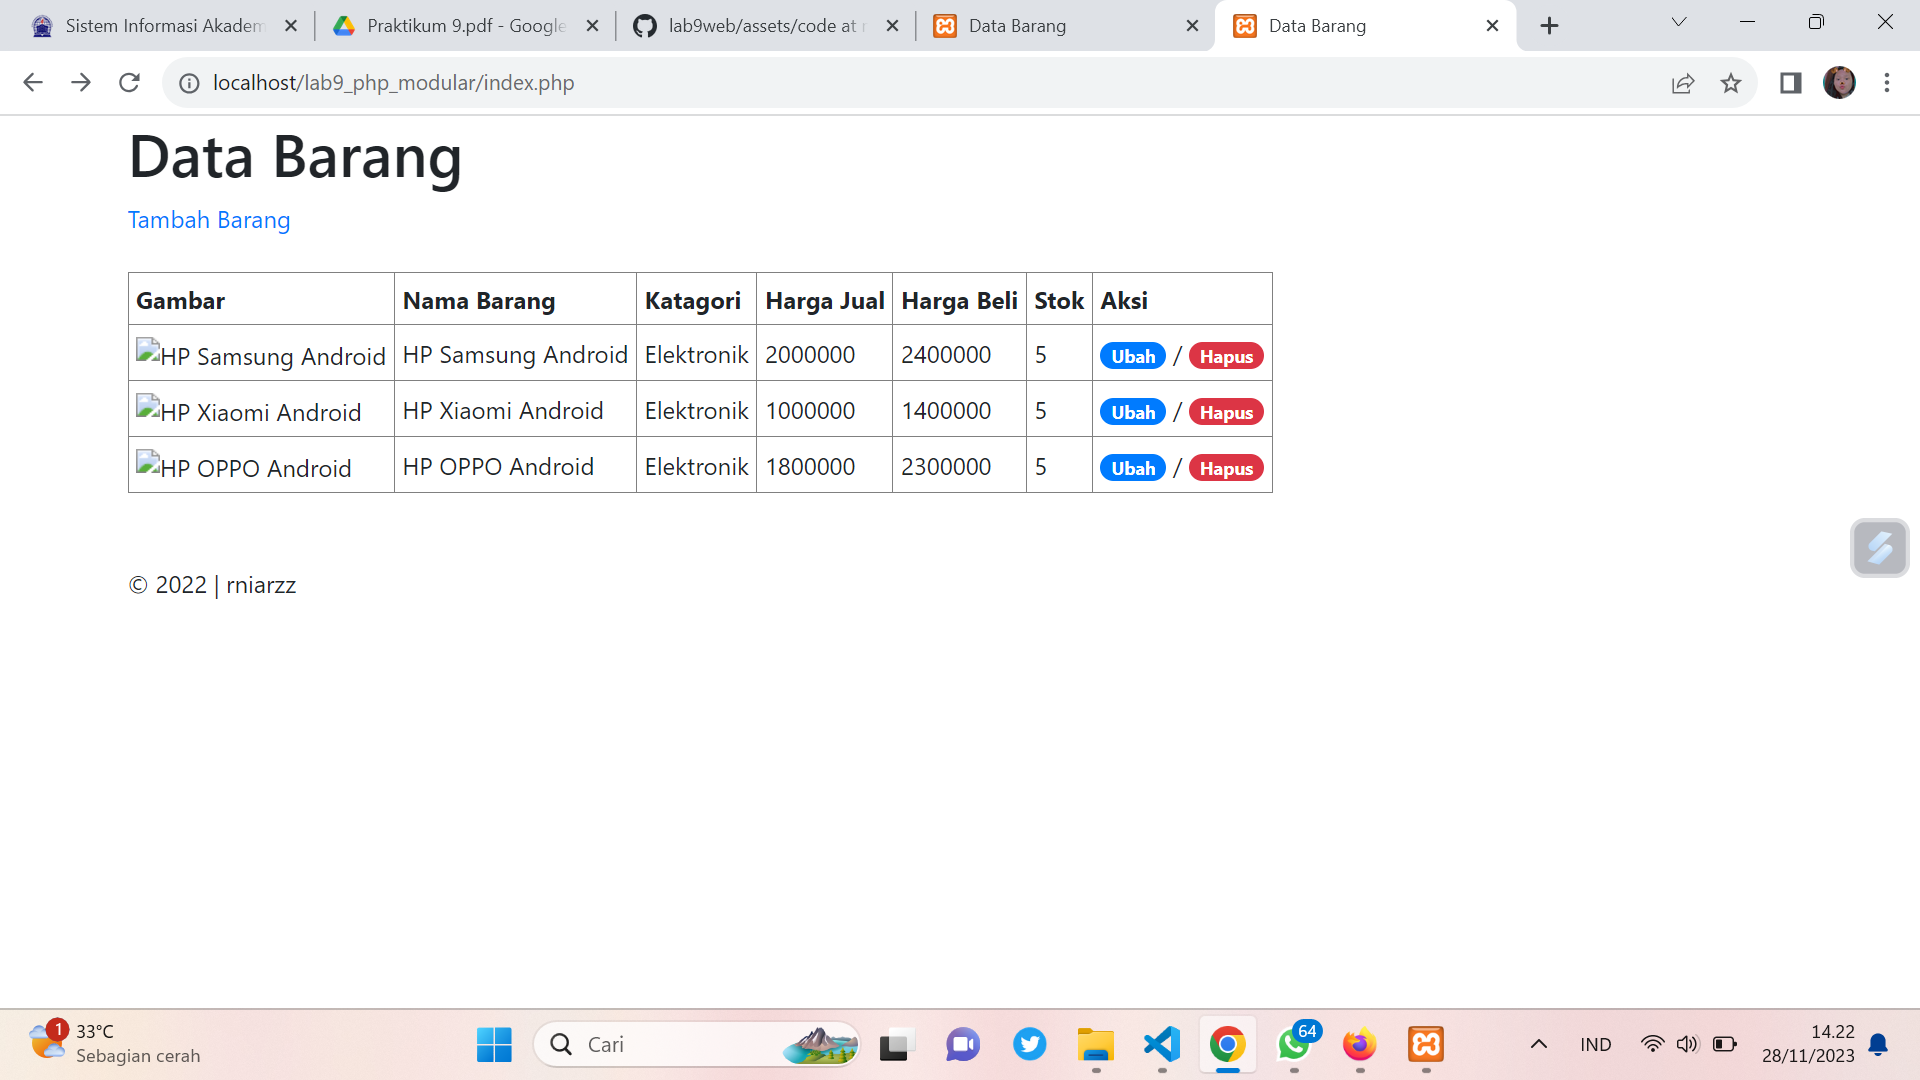 Sistem Informasi Akadem
Praktikum 9.pdf - Google
lab9web/assets/code at r
Data Barang
Data Barang
localhost/lab9_php_modular/index.php
Data Barang
Tambah Barang
Gambar Nama Barang Katagori Harga Jual Harga Beli Stok Aksi
HP Samsung Android HP Samsung Android Elektronik 2000000 2400000 5 Ubah / Hapus
HP Xiaomi Android HP Xiaomi Android Elektronik 1000000 1400000 5 Ubah / Hapus
HP OPPO Android HP OPPO Android Elektronik 1800000 2300000 5 Ubah / Hapus
© 2022 | rniarzz
1
33°C
Sebagian cerah
Cari
64
IND
14.22
28/11/2023